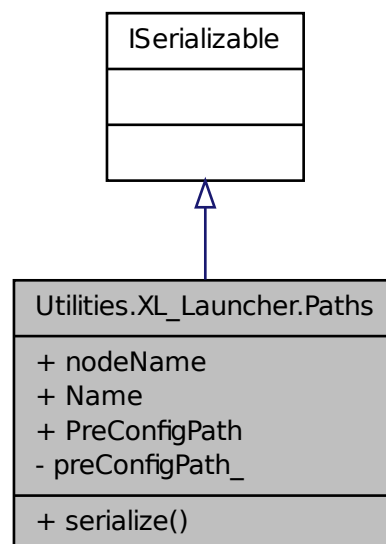 ISerializable
Utilities.XL_Launcher.Paths
+ nodeName
+ Name
+ PreConfigPath
- preConfigPath_
+ serialize()